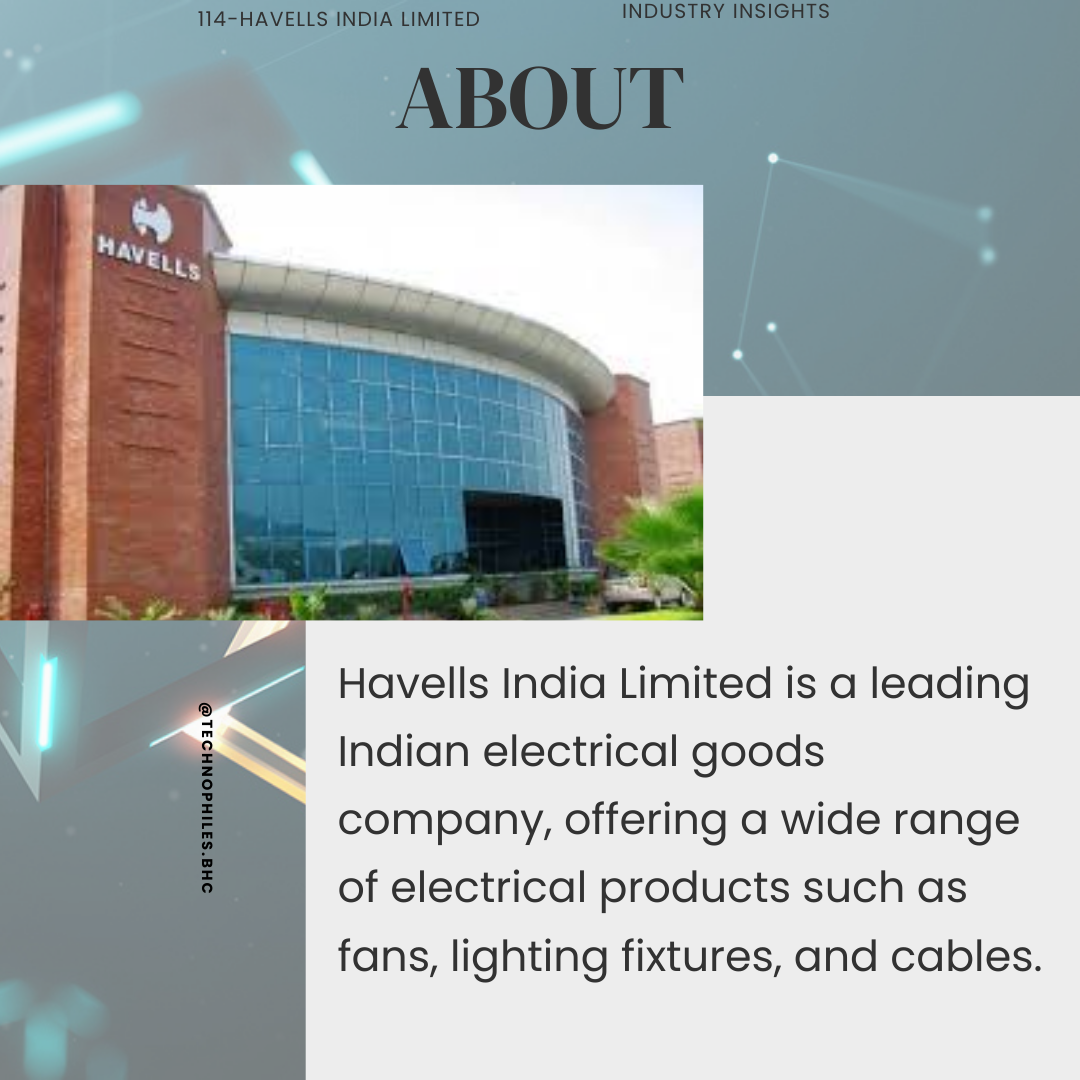 114-HAVELLS INDIA LIMITED
INDUSTRY INSIGHTS
ABOUT
HAVELLS
@TECHNOPHILES.BHC
Havells India Limited is a leading
Indian electrical goods
company, offering a wide range
of electrical products such as
fans, lighting fixtures, and cables.